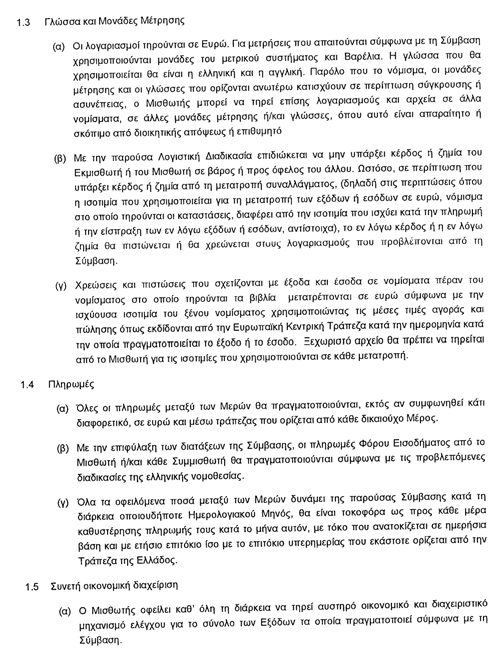 1.3 Γλώσσα και Μονάδες Μέτρησης
(α) Οι λογαριασμοί τηρούνται σε Ευρώ. Για μετρήσεις που απαιτούνται σύμφωνα με τη Σύμβαση
χρησιμοποιούνται μονάδες του μετρικού συστήματος και Βαρέλια. Η γλώσσα που θα
χρησιμοποιείται θα είναι η ελληνική και η αγγλική. Παρόλο που το νόμισμα, οι μονάδες
μέτρησης και οι γλώσσες που ορίζονται ανωτέρω κατισχύουν σε περίπτωση σύγκρουσης ή
ασυνέπειας, ο Μισθωτής μπορεί να τηρεί επίσης λογαριασμούς και αρχεία σε άλλα
νομίσματα, σε άλλες μονάδες μέτρησης ή/και γλώσσες, όπου αυτό είναι απαραίτητο ή
σκόπιμο από διοικητικής απόψεως ή επιθυμητό
(β) Με την παρούσα Λογιστική Διαδικασία επιδιώκεται να μην υπάρξει κέρδος ή ζημία του
Εκμισθωτή ή του Μισθωτή σε βάρος ή προς όφελος του άλλου. Ωστόσο, σε περίπτωση που
υπάρξει κέρδος ή ζημία από τη μετατροπή συναλλάγματος, (δηλαδή στις περιπτώσεις όπου
η ισοτιμία που χρησιμοποιείται για τη μετατροπή των εξόδων ή εσόδων σε ευρώ, νόμισμα
στο οποίο τηρούνται οι καταστάσεις, διαφέρει από την ισοτιμία που ισχύει κατά την πληρωμή
ή την είσπραξη των εν λόγω εξόδων ή εσόδων, αντίστοιχα), το εν λόγω κέρδος ή η εν λόγω
ζημία θα πιστώνεται ή θα χρεώνεται στους λογαριασμούς που προβλέπονται από τη
Σύμβαση.
(γ) Χρεώσεις και πιστώσεις που σχετίζονται με έξοδα και έσοδα σε νομίσματα πέραν του
νομίσματος στο οποίο τηρούνται τα βιβλία μετατρέπονται σε ευρώ σύμφωνα με την
ισχύουσα ισοτιμία του ξένου νομίσματος χρησιμοποιώντας τις μέσες τιμές αγοράς και
πώλησης όπως εκδίδονται από την Ευρωπαϊκή Κεντρική Τράπεζα κατά την ημερομηνία κατά
την οποία πραγματοποιείται το έξοδο ή το έσοδο. Ξεχωριστό αρχείο θα πρέπει να τηρείται
από το Μισθωτή για τις ισοτιμίες που χρησιμοποιούνται σε κάθε μετατροπή.
1.4 Πληρωμές
(α) Όλες οι πληρωμές μεταξύ των Μερών θα πραγματοποιούνται, εκτός αν συμφωνηθεί κάτι
διαφορετικό, σε ευρώ και μέσω τράπεζας που ορίζεται από κάθε δικαιούχο Μέρος.
(β) Με την επιφύλαξη των διατάξεων της Σύμβασης, οι πληρωμές Φόρου Εισοδήματος από το
Μισθωτή ή/και κάθε Συμμισθωτή θα πραγματοποιούνται σύμφωνα με τις προβλεπόμενες
διαδικασίες της ελληνικής νομοθεσίας.
(γ) Όλα τα οφειλόμενα ποσά μεταξύ των Μερών δυνάμει της παρούσας Σύμβασης κατά τη
διάρκεια οποιουδήποτε Ημερολογιακού Μηνός, θα είναι τοκοφόρα ως προς κάθε μέρα
καθυστέρησης πληρωμής τους κατά το μήνα αυτόν, με τόκο που ανατοκίζεται σε ημερήσια
βάση και με ετήσιο επιτόκιο ίσο με το επιτόκιο υπερημερίας που εκάστοτε ορίζεται από την
Τράπεζα της Ελλάδος.
1.5 Συνετή οικονομική διαχείριση
(α) Ο Μισθωτής οφείλει καθ' όλη τη διάρκεια να τηρεί αυστηρό οικονομικό και διαχειριστικό
μηχανισμό ελέγχου για το σύνολο των Εξόδων τα οποία πραγματοποιεί σύμφωνα με τη
Σύμβαση.